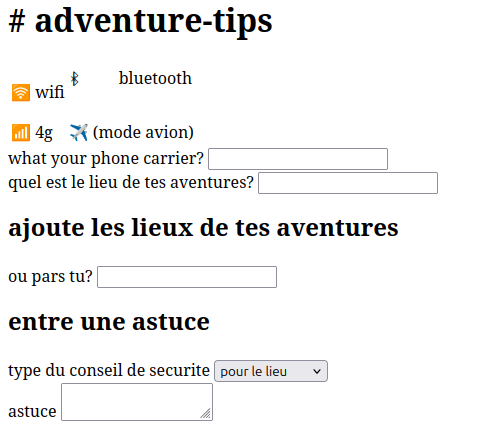 # adventure-tips
bluetooth
🛜 wifi
📶 4g ✈️ (mode avion)
what your phone carrier?
quel est le lieu de tes aventures?
ajoute les lieux de tes aventures
ou pars tu?
entre une astuce
type du conseil de securite pour le lieu
astuce